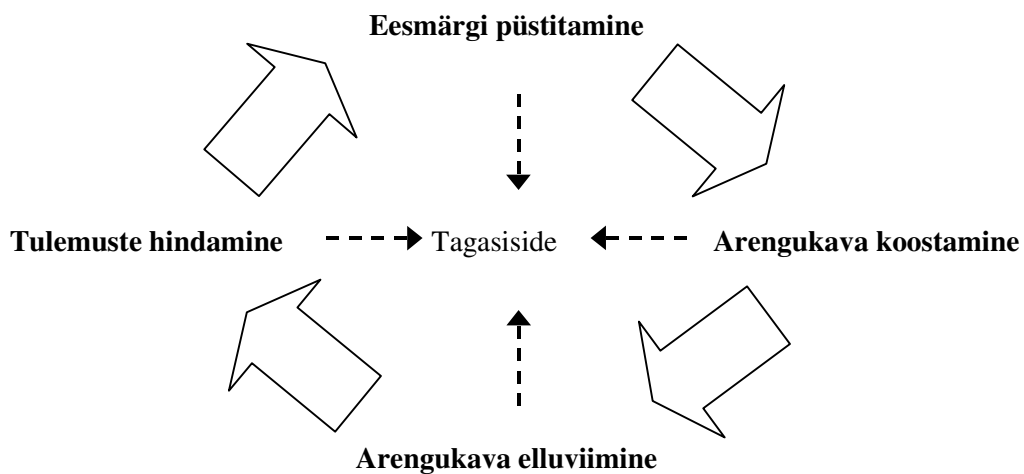 Eesmärgi püstitamine
Tulemuste hindamine
Tagasiside
Arengukava koostamine
Arengukava elluviimine